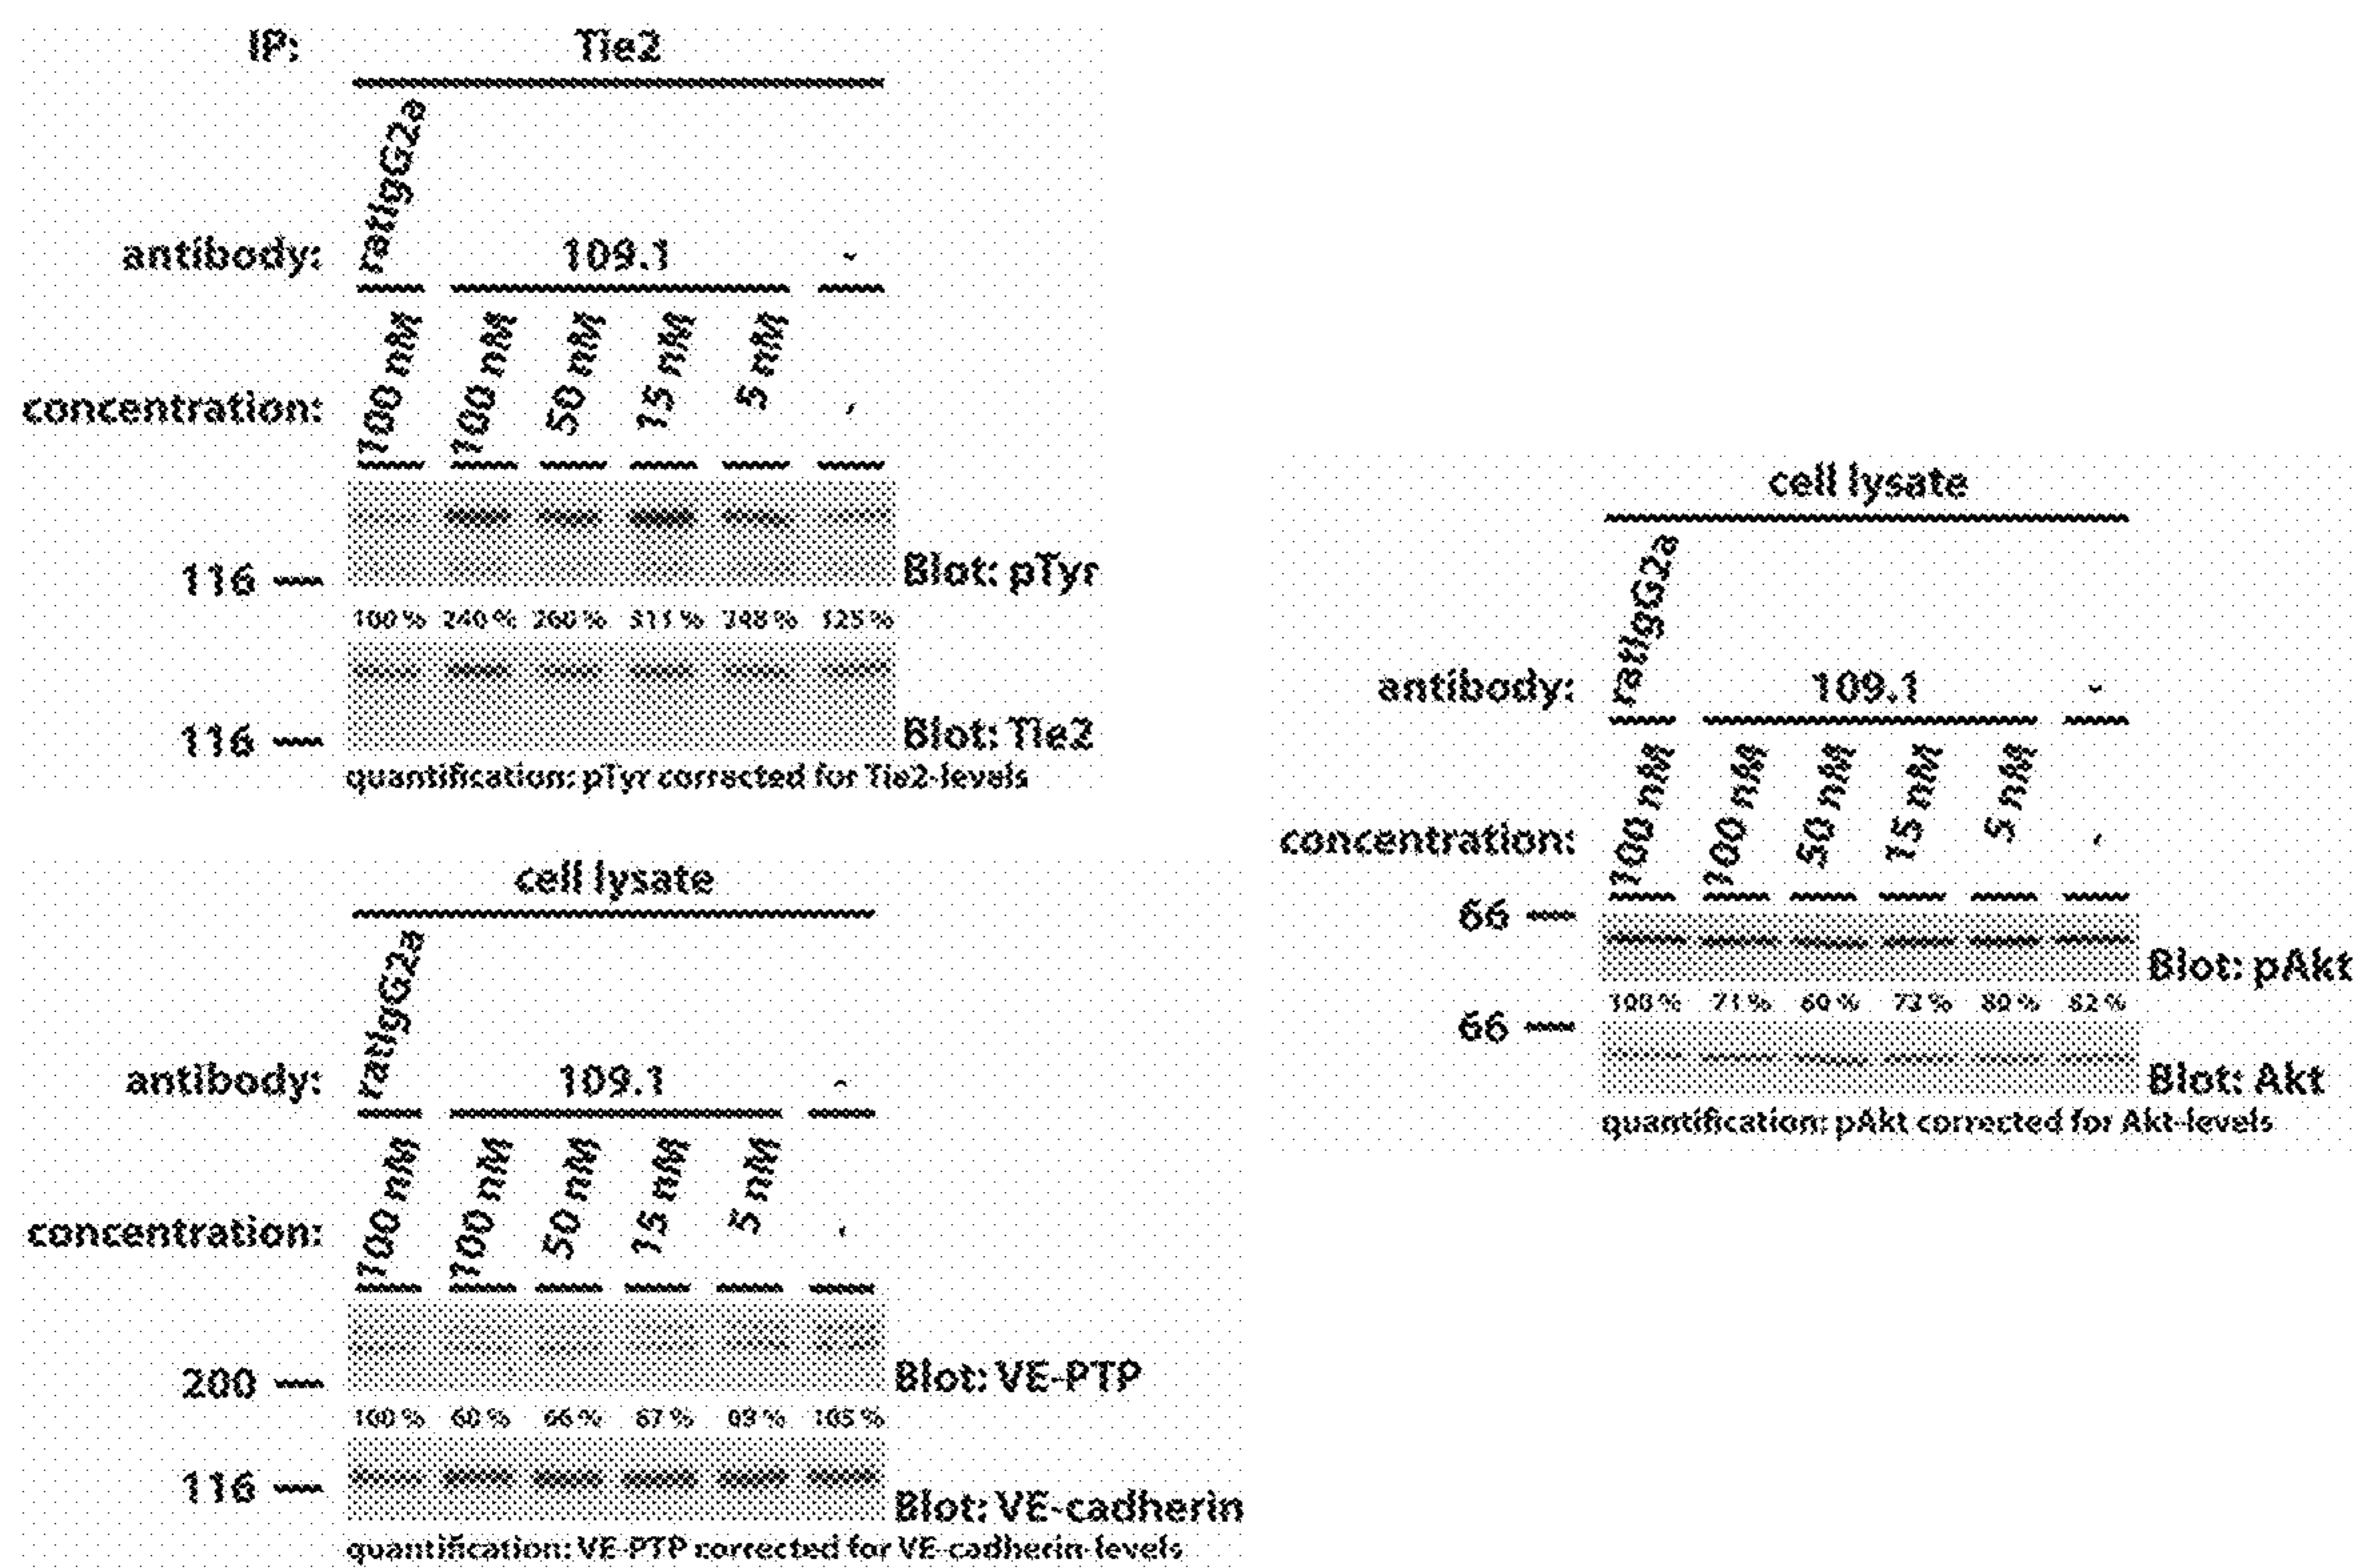 IP: Tie2
antibody: ratIgG2a 109.1 -
concentration: 100 nM 100 nM 50 nM 15 nM 5 nM -
116 Blot: pTyr
100 % 240 % 260 % 311 % 248 % 125 %
116 Blot: Tie2
quantification: pTyr corrected for Tie2-levels
cell lysate
antibody: ratIgG2a 109.1 -
concentration: 100 nM 100 nM 50 nM 15 nM 5 nM -
200 Blot: VE-PTP
100 % 60 % 66 % 67 % 105 %
116 Blot: VE-cadherin
quantification: VE-PTP corrected for VE-cadherin-levels
cell lysate
antibody: ratIgG2a 109.1 -
concentration: 100 nM 100 nM 50 nM 15 nM 5 nM -
66 Blot: pAkt
100 % 71 % 60 % 80 %
66 Blot: Akt
quantification: pAkt corrected for Akt-levels